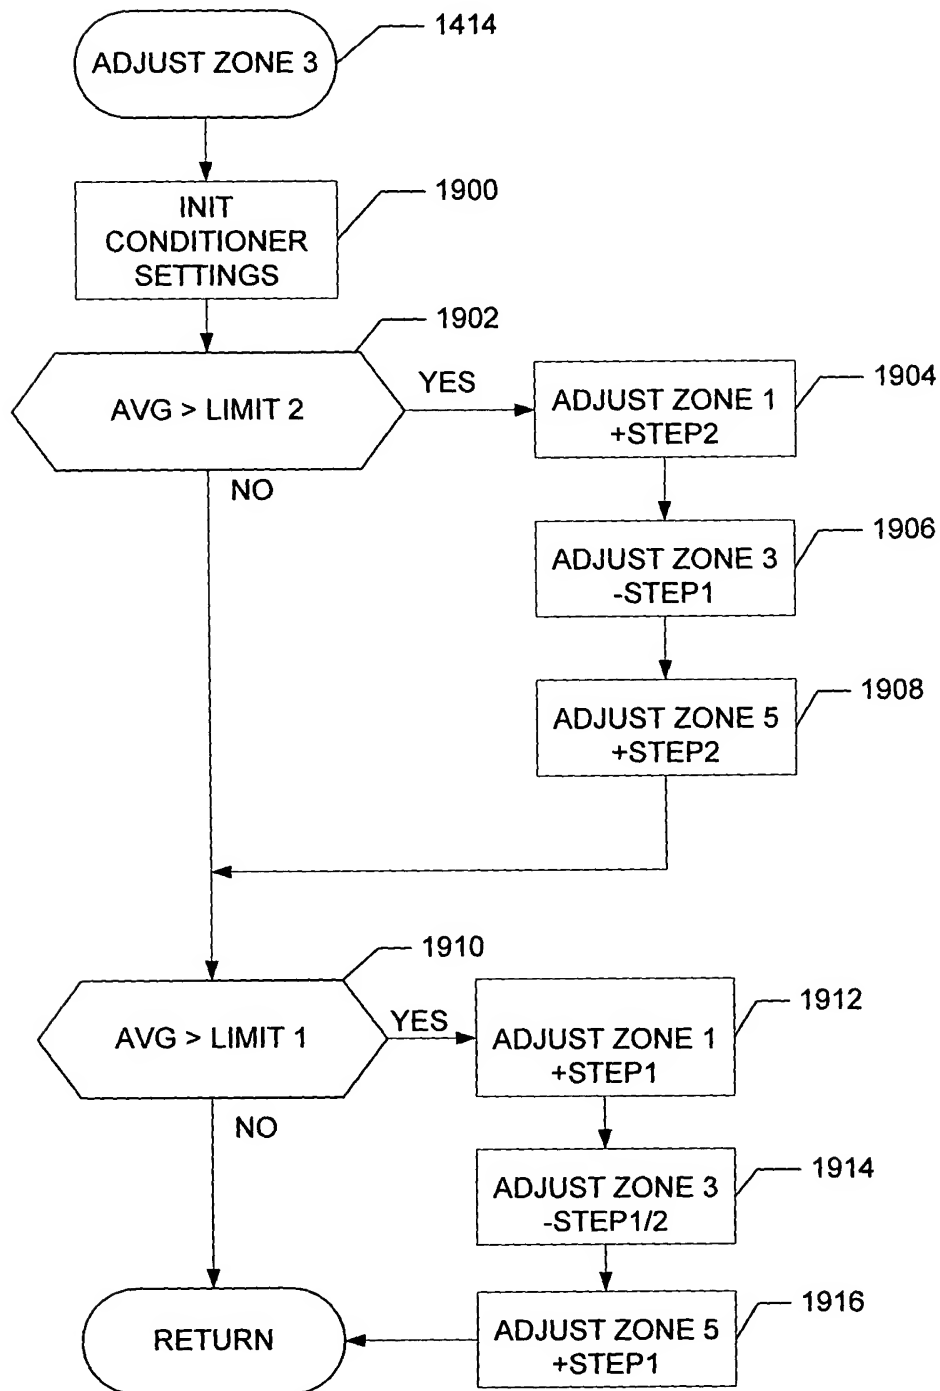 1414
ADJUST ZONE 3
1900
INIT
CONDITIONER
SETTINGS
1902
AVG > LIMIT 2
YES
NO
1904
ADJUST ZONE 1
+STEP2
1906
ADJUST ZONE 3
-STEP1
1908
ADJUST ZONE 5
+STEP2
1910
AVG > LIMIT 1
YES
NO
1912
ADJUST ZONE 1
+STEP1
1914
ADJUST ZONE 3
-STEP1/2
1916
ADJUST ZONE 5
+STEP1
RETURN